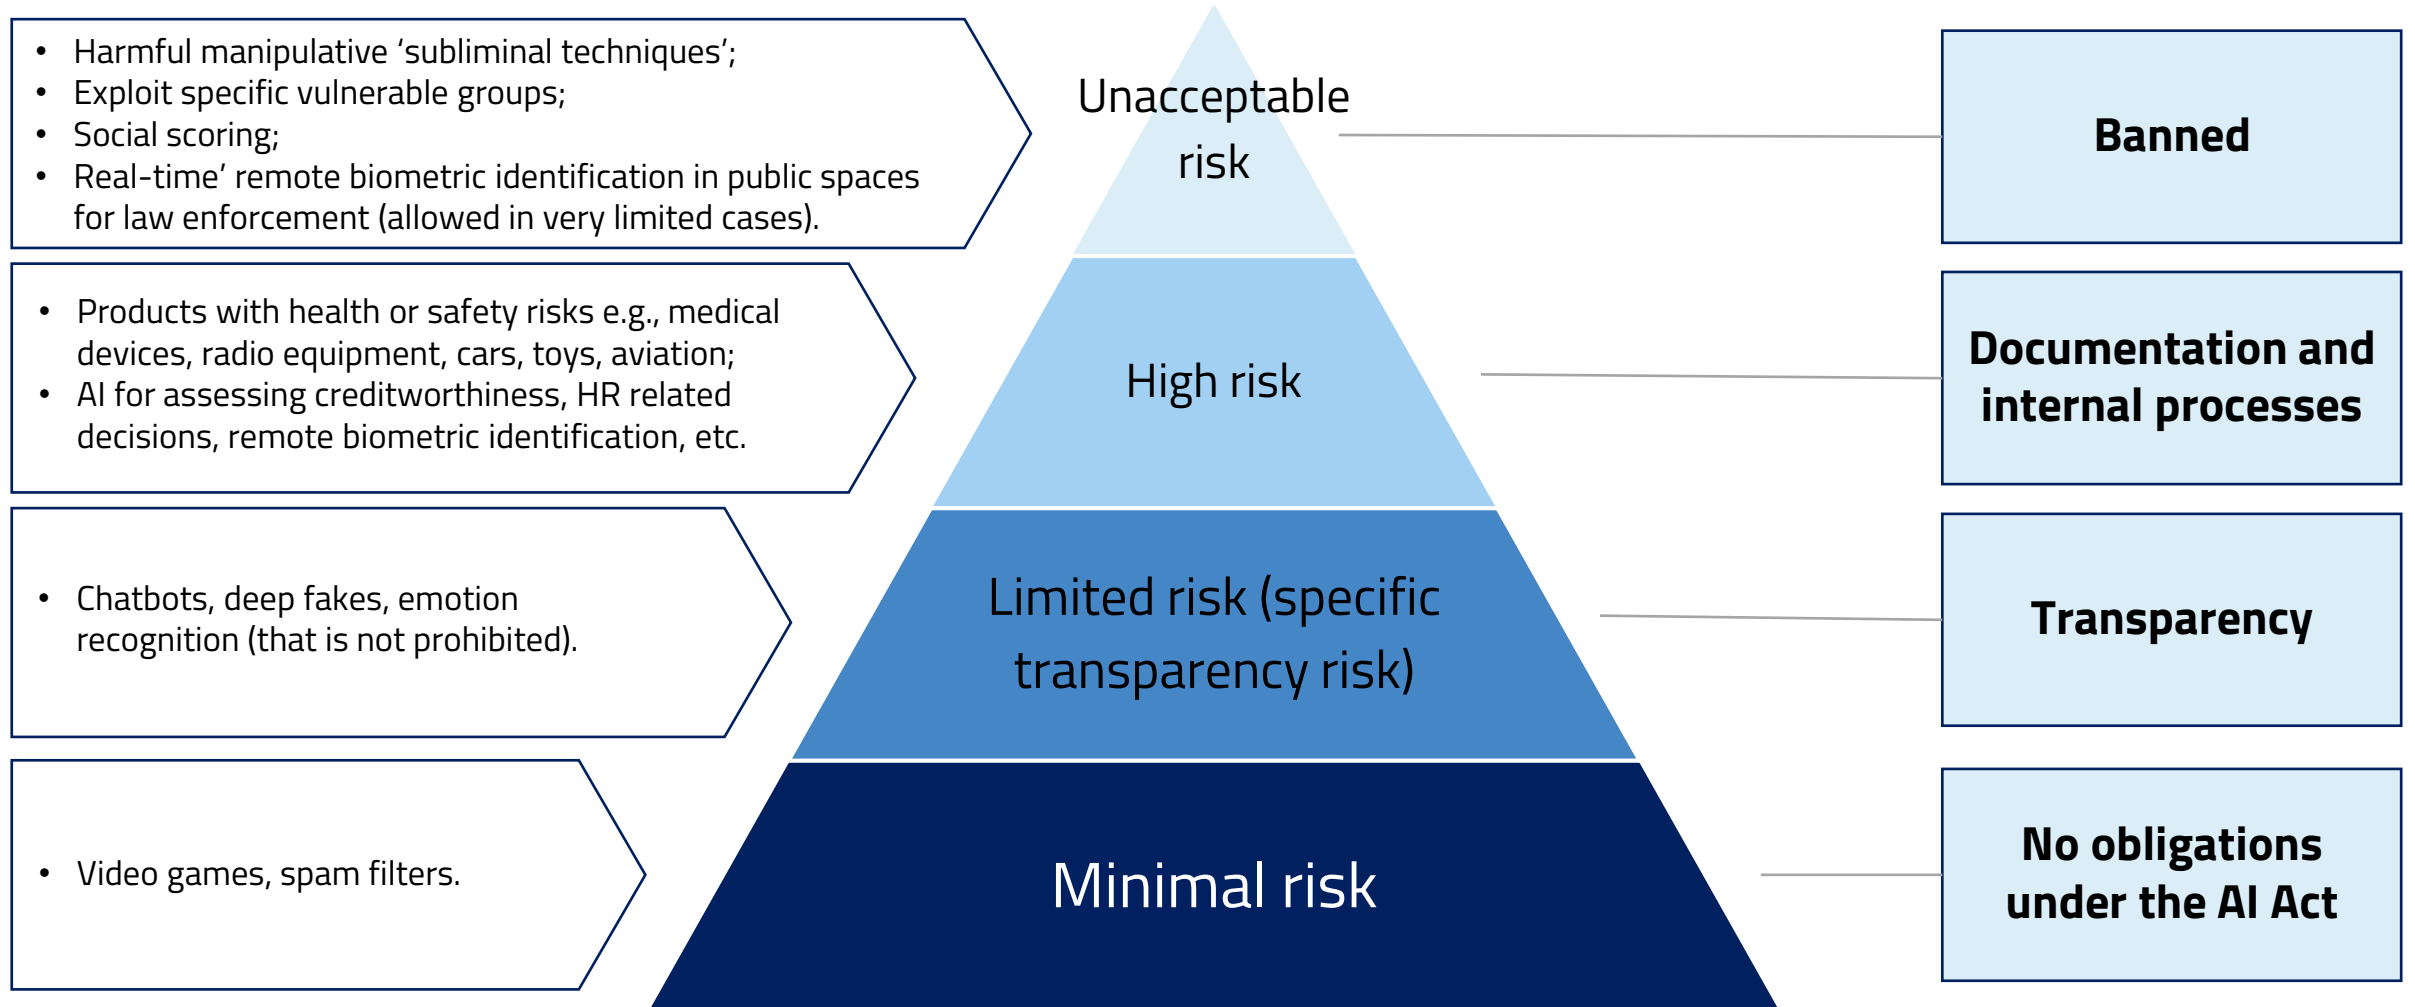 • Harmful manipulative ‘subliminal techniques’;
• Exploit specific vulnerable groups;
• Social scoring;
• Real-time’ remote biometric identification in public spaces
for law enforcement (allowed in very limited cases).
Unacceptable
risk
Banned
• Products with health or safety risks e.g., medical
devices, radio equipment, cars, toys, aviation;
• AI for assessing creditworthiness, HR related
decisions, remote biometric identification, etc.
High risk
Documentation and
internal processes
• Chatbots, deep fakes, emotion
recognition (that is not prohibited).
Limited risk (specific
transparency risk)
Transparency
• Video games, spam filters.
Minimal risk
No obligations
under the AI Act